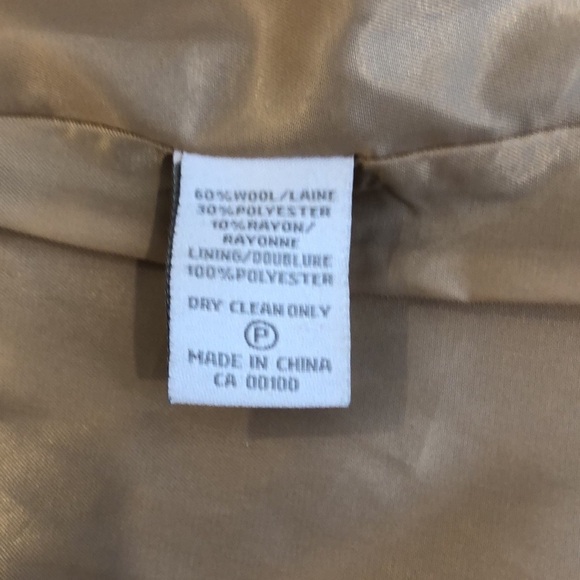 60%WOOL/LAINE
30%POLYESTER
10%RAYON/
RAYONNE
LINING/DOUBLURE
100%POLYESTER
DRY CLEAN ONLY
P
MADE IN CHINA
CA 00100